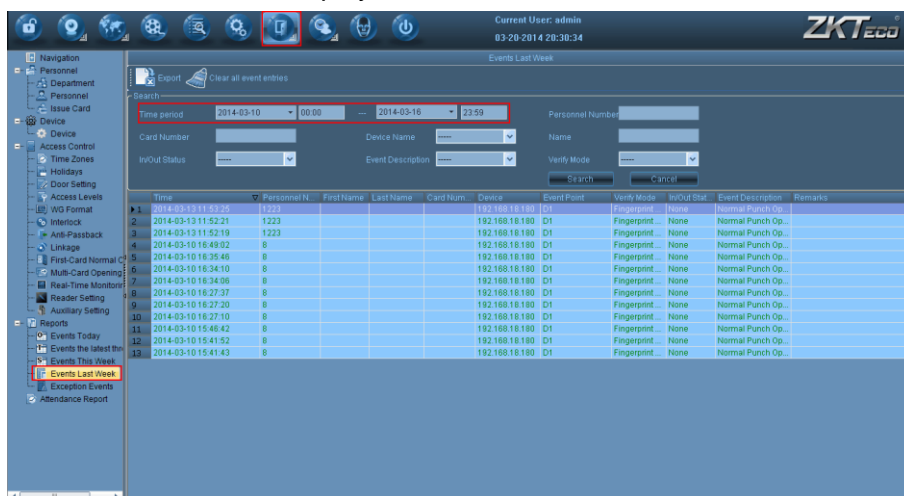 Current User: admin
03-20-2014 20:30:34
ZKTeco
Navigation
Personnel
Department
Personnel
Issue Card
Device
Device
Access Control
Time Zones
Holidays
Door Setting
Access Levels
WG Format
Interlock
Anti-Passback
Linkage
First-Card Normal O
Multi-Card Opening
Real-Time Monitorin
Reader Setting
Auxiliary Setting
Reports
Events Today
Events the latest thre
Events This Week
Events Last Week
Exception Events
Attendance Report
Events Last Week
Export Clear all event entries
Search
Time period 2014-03-10 00:00 --- 2014-03-16 23:59 Personnel Number
Card Number Device Name ----- Name
In/Out Status ----- Event Description ----- Verify Mode -----
Search Cancel
Time Personnel N... First Name Last Name Card Num... Device Event Point Verify Mode In/Out Stat... Event Description Remarks
1 2014-03-13 11:53:25 1223 192.168.18.180 D1 Fingerprint ... None Normal Punch Op...
2 2014-03-13 11:52:21 1223 192.168.18.180 D1 Fingerprint ... None Normal Punch Op...
3 2014-03-13 11:52:19 1223 192.168.18.180 D1 Fingerprint ... None Normal Punch Op...
4 2014-03-10 16:49:02 8 192.168.18.180 D1 Fingerprint ... None Normal Punch Op...
5 2014-03-10 16:35:46 8 192.168.18.180 D1 Fingerprint ... None Normal Punch Op...
6 2014-03-10 16:34:10 8 192.168.18.180 D1 Fingerprint ... None Normal Punch Op...
7 2014-03-10 16:34:06 8 192.168.18.180 D1 Fingerprint ... None Normal Punch Op...
8 2014-03-10 16:27:37 8 192.168.18.180 D1 Fingerprint ... None Normal Punch Op...
9 2014-03-10 16:27:20 8 192.168.18.180 D1 Fingerprint ... None Normal Punch Op...
10 2014-03-10 16:27:10 8 192.168.18.180 D1 Fingerprint ... None Normal Punch Op...
11 2014-03-10 15:46:42 8 192.168.18.180 D1 Fingerprint ... None Normal Punch Op...
12 2014-03-10 15:41:52 8 192.168.18.180 D1 Fingerprint ... None Normal Punch Op...
13 2014-03-10 15:41:43 8 192.168.18.180 D1 Fingerprint ... None Normal Punch Op...